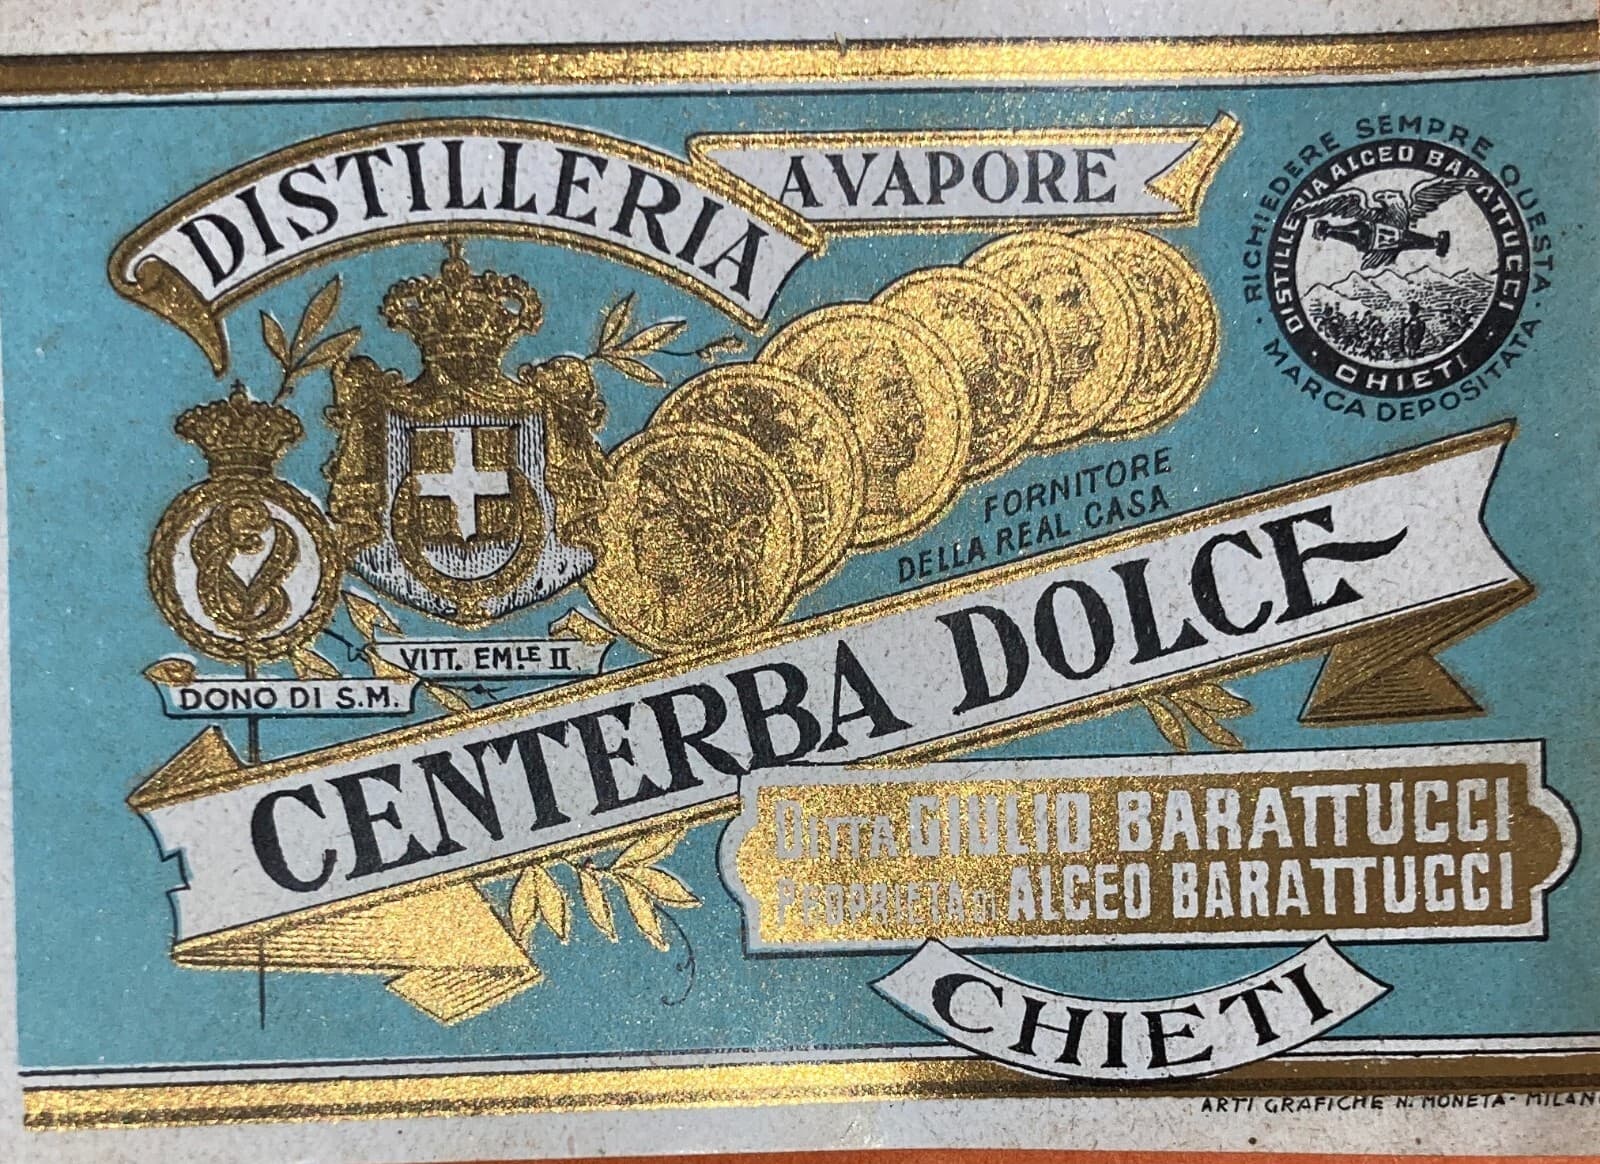 DISTILLERIA A VAPORE
RICHIEDERE SEMPRE QUESTA
MARCA DEPOSITATA
DISTILLERIA ALCEO BARATTUCCI
CHIETI
FORNITORE
DELLA REAL CASA
VITT. EM.LE II
DONO DI S.M.
CENTERBA DOLCE
DITTA GIULIO BARATTUCCI
PROPRIETÀ DI ALCEO BARATTUCCI
CHIETI
ARTI GRAFICHE N. MONETA - MILANO